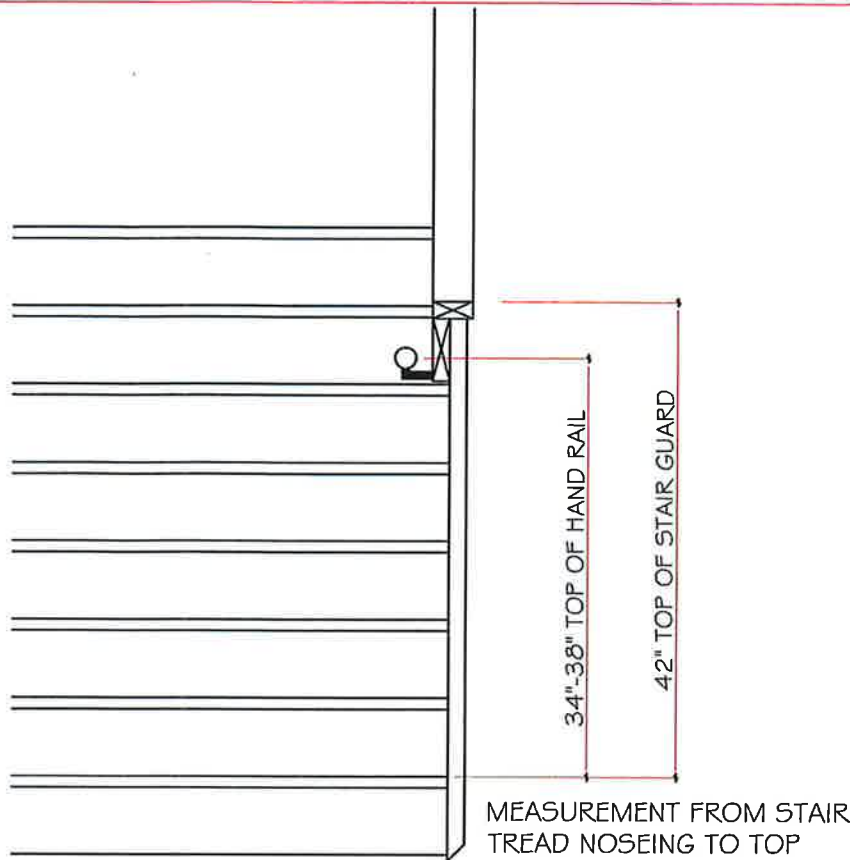 34"-38" TOP OF HAND RAIL
42" TOP OF STAIR GUARD
MEASUREMENT FROM STAIR
TREAD NOSEING TO TOP